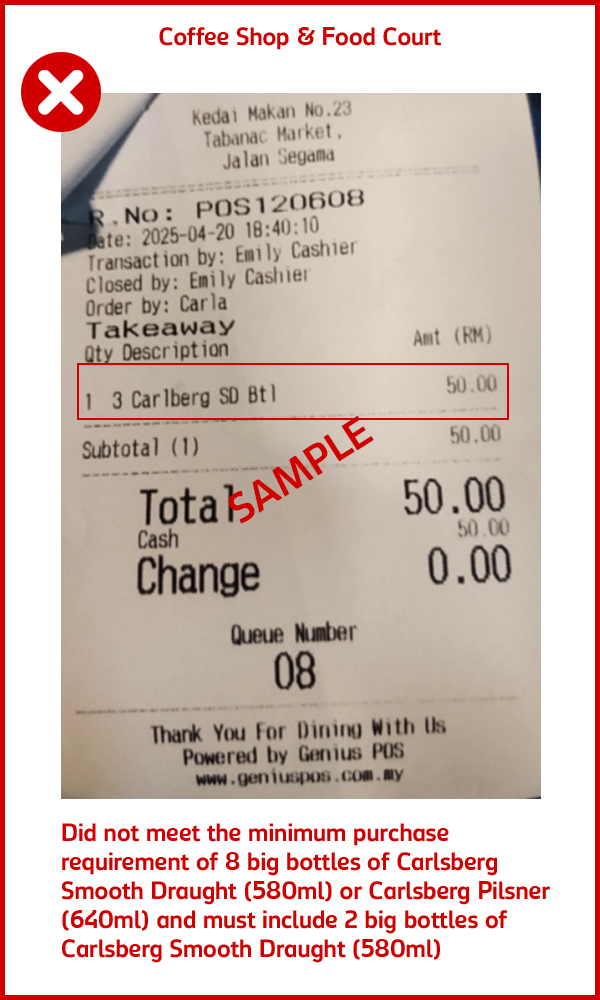 Coffee Shop & Food Court
Kedai Makan No.23
Tabanac Market,
Jalan Segama
R.No: POS120608
Date: 2025-04-20 18:40:10
Transaction by: Emily Cashier
Closed by: Emily Cashier
Order by: Carla
Takeaway
Qty Description Amt (RM)
1 3 Carlberg SD Btl 50.00
Subtotal (1) 50.00
SAMPLE
Total 50.00
Cash 50.00
Change 0.00
Queue Number
08
Thank You For Dining With Us
Powered by Genius POS
www.geniuspos.com.my
Did not meet the minimum purchase
requirement of 8 big bottles of Carlsberg
Smooth Draught (580ml) or Carlsberg Pilsner
(640ml) and must include 2 big bottles of
Carlsberg Smooth Draught (580ml)